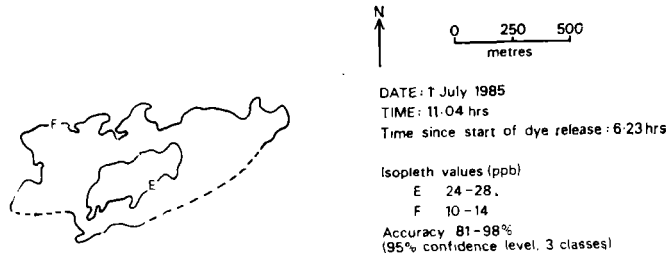 N
0 250 500
metres
DATE: 1 July 1985
TIME: 11·04 hrs
Time since start of dye release: 6·23 hrs
Isopleth values (ppb)
E 24-28.
F 10-14
Accuracy 81-98%
(95% confidence level, 3 classes)
F
E